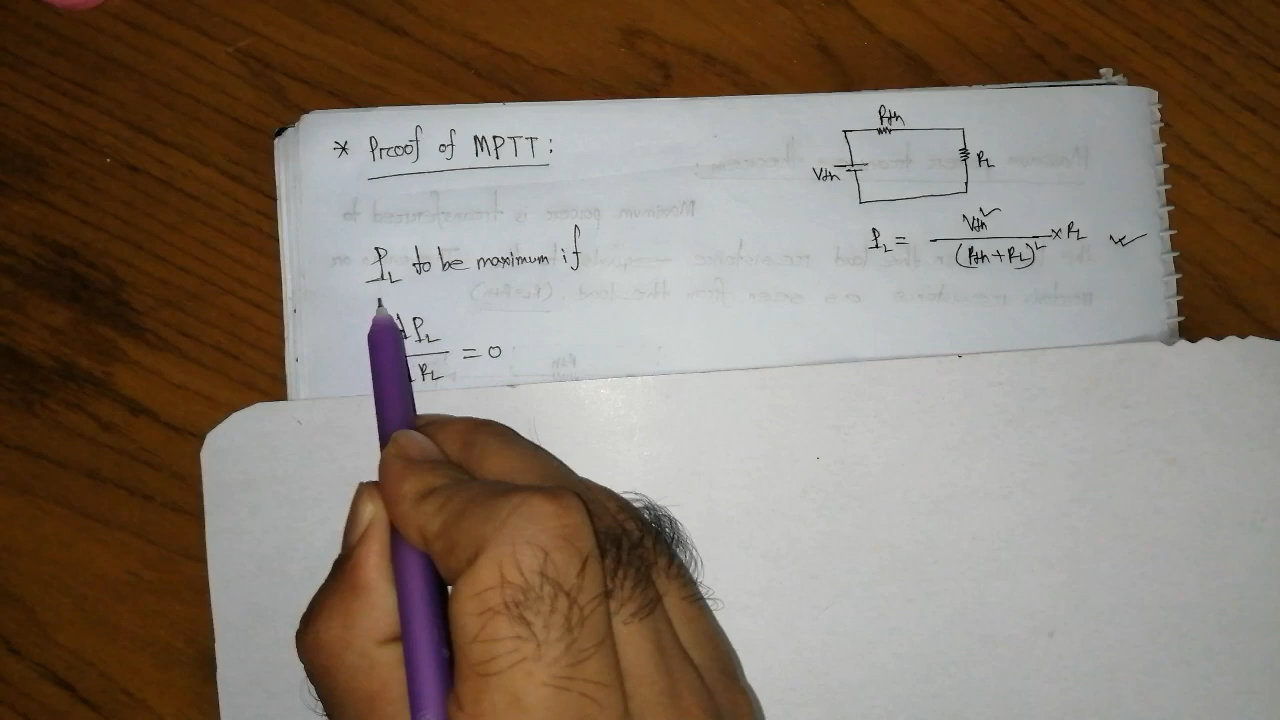 * Proof of MPTT:
Rth
Vth
RL
PL = Vth² / (Rth+RL)² × RL
PL to be maximum if
dPL / dRL = 0